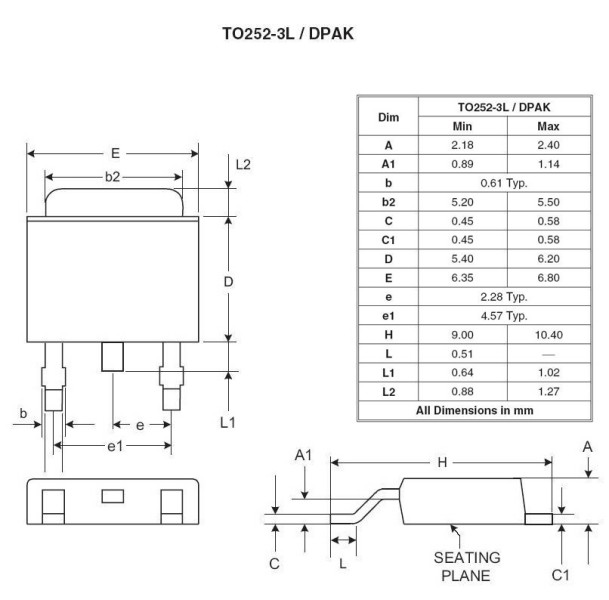 TO252-3L / DPAK
Dim TO252-3L / DPAK
Min Max
A 2.18 2.40
A1 0.89 1.14
b 0.61 Typ.
b2 5.20 5.50
C 0.45 0.58
C1 0.45 0.58
D 5.40 6.20
E 6.35 6.80
e 2.28 Typ.
e1 4.57 Typ.
H 9.00 10.40
L 0.51 —
L1 0.64 1.02
L2 0.88 1.27
All Dimensions in mm
E
L2
b2
D
b
e
L1
e1
A1
H
A
C
L
SEATING
PLANE
C1